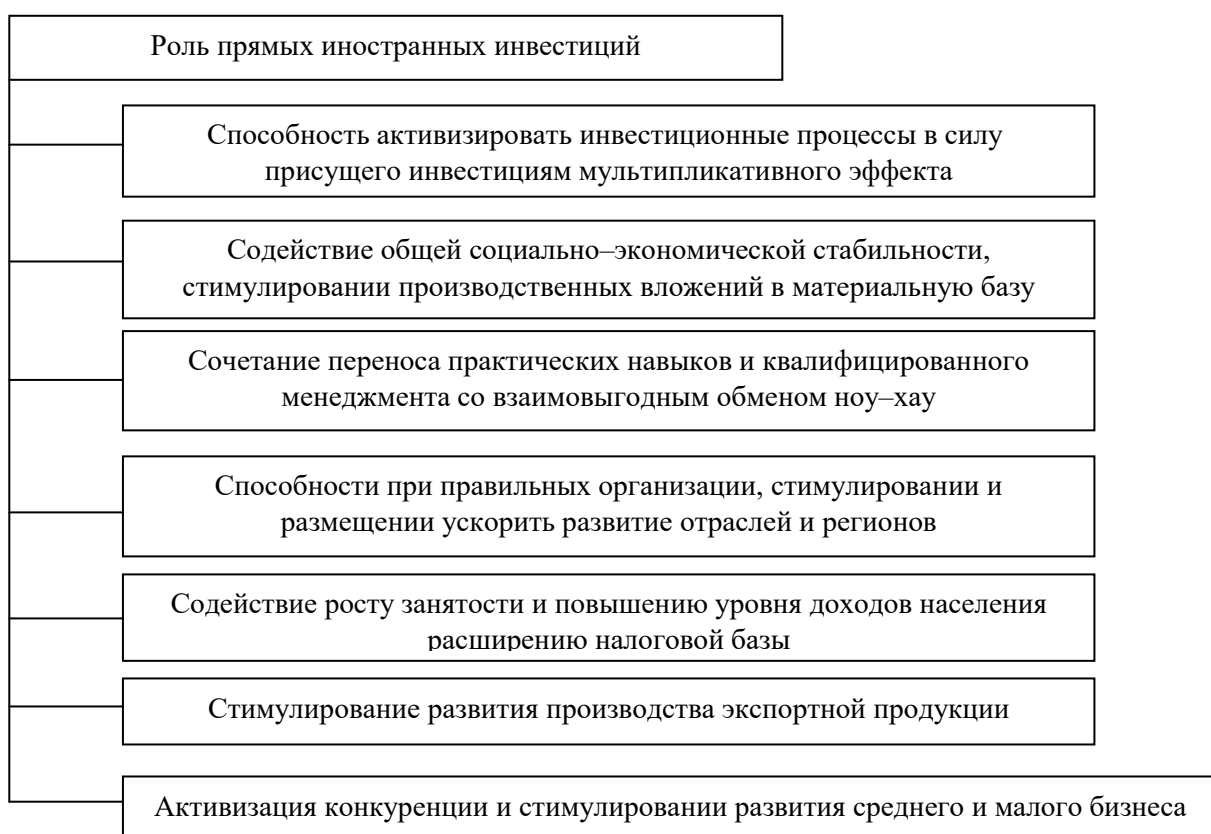 Роль прямых иностранных инвестиций
Способность активизировать инвестиционные процессы в силу
присущего инвестициям мультипликативного эффекта
Содействие общей социально–экономической стабильности,
стимулировании производственных вложений в материальную базу
Сочетание переноса практических навыков и квалифицированного
менеджмента со взаимовыгодным обменом ноу–хау
Способности при правильных организации, стимулировании и
размещении ускорить развитие отраслей и регионов
Содействие росту занятости и повышению уровня доходов населения
расширению налоговой базы
Стимулирование развития производства экспортной продукции
Активизация конкуренции и стимулировании развития среднего и малого бизнеса